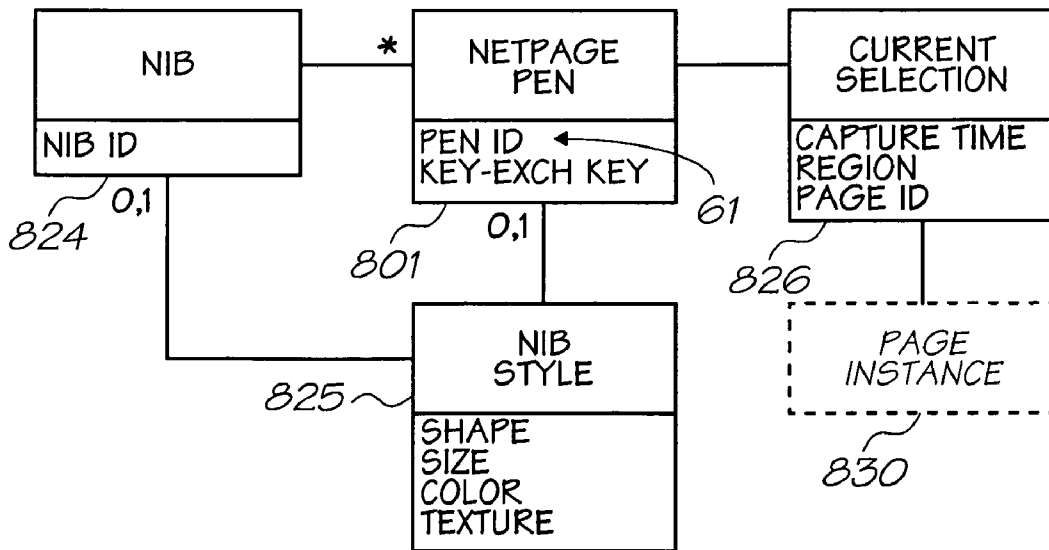 NIB
NIB ID
824
0,1
*
NETPAGE
PEN
PEN ID
KEY-EXCH KEY
801
0,1
61
CURRENT
SELECTION
CAPTURE TIME
REGION
PAGE ID
826
NIB
STYLE
825
SHAPE
SIZE
COLOR
TEXTURE
PAGE
INSTANCE
830